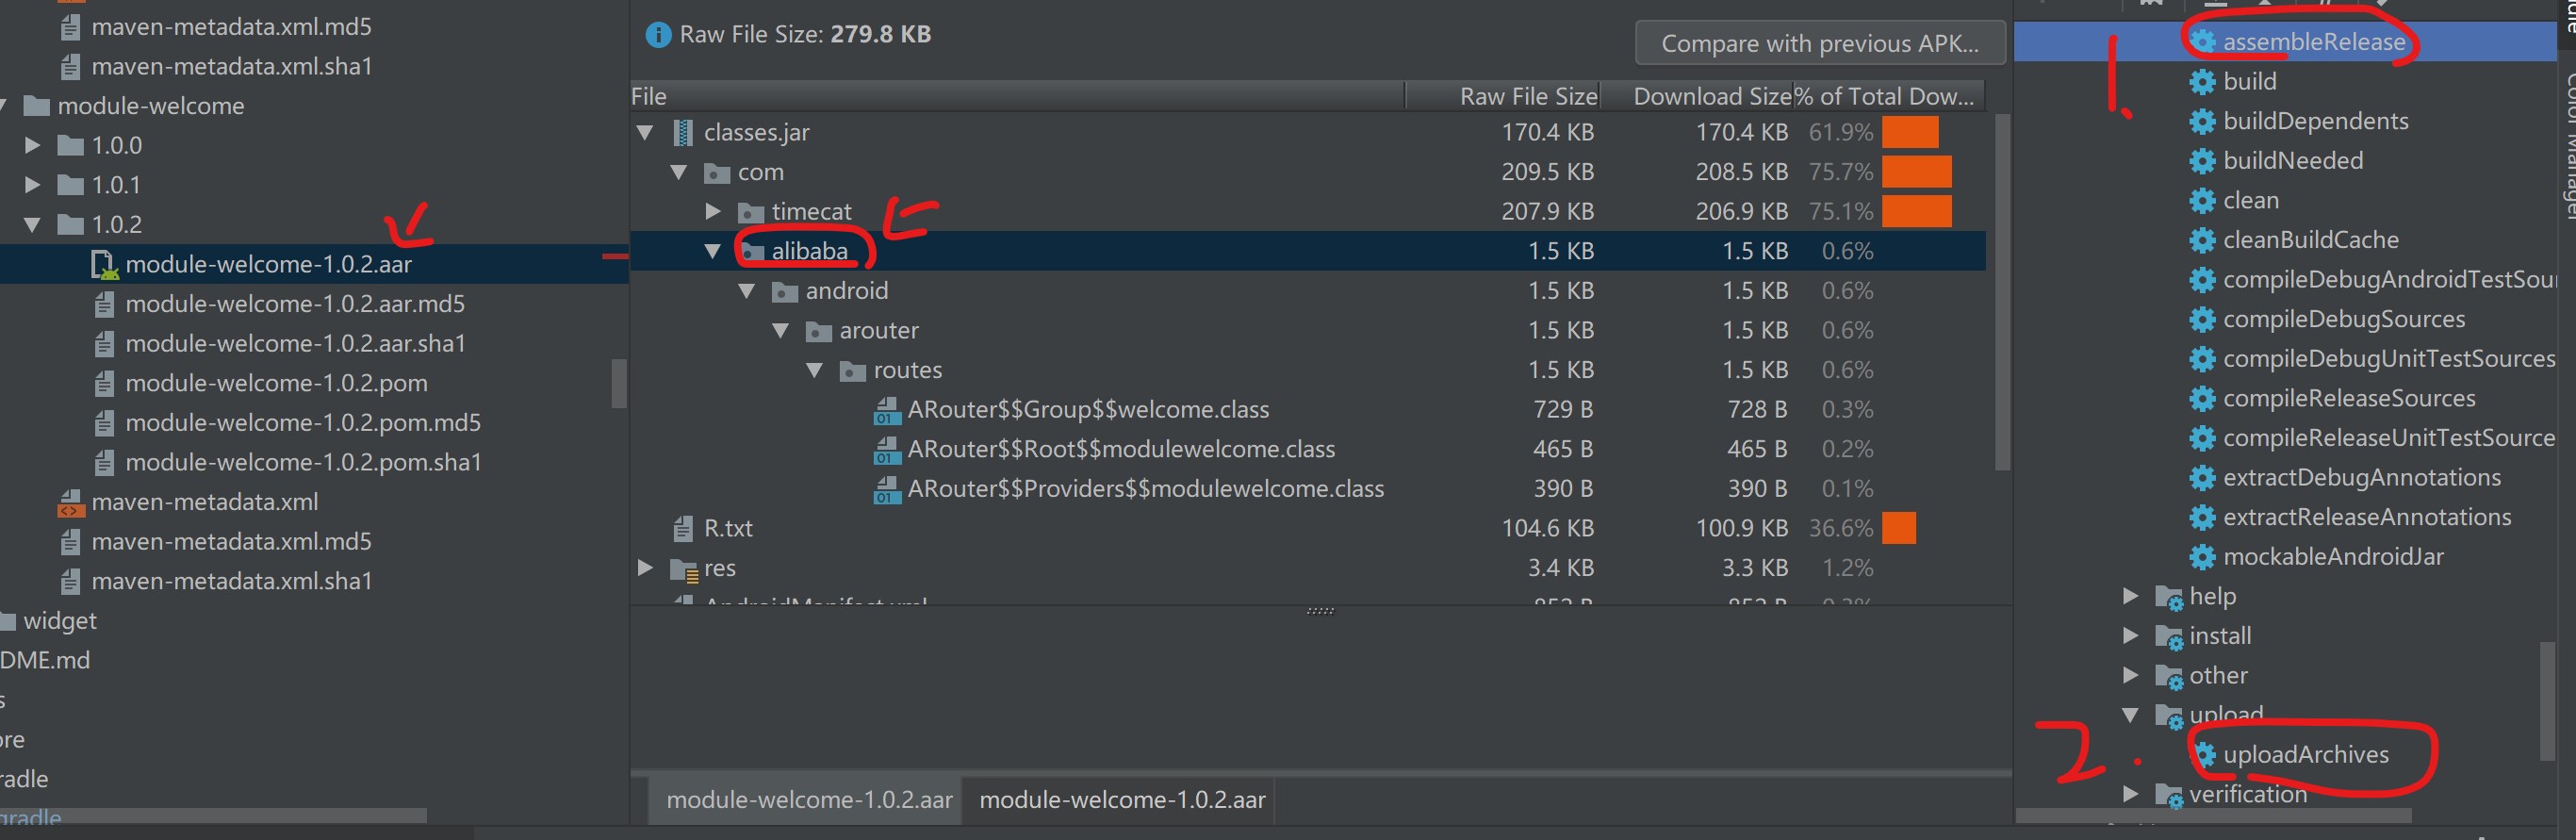 maven-metadata.xml.md5
maven-metadata.xml.sha1
module-welcome
1.0.0
1.0.1
1.0.2
module-welcome-1.0.2.aar
module-welcome-1.0.2.aar.md5
module-welcome-1.0.2.aar.sha1
module-welcome-1.0.2.pom
module-welcome-1.0.2.pom.md5
module-welcome-1.0.2.pom.sha1
maven-metadata.xml
maven-metadata.xml.md5
maven-metadata.xml.sha1
widget
DME.md
s
ore
radle
gradle
Raw File Size: 279.8 KB
Compare with previous APK...
File Raw File Size Download Size % of Total Dow...
classes.jar 170.4 KB 170.4 KB 61.9%
com 209.5 KB 208.5 KB 75.7%
timecat 207.9 KB 206.9 KB 75.1%
alibaba 1.5 KB 1.5 KB 0.6%
android 1.5 KB 1.5 KB 0.6%
arouter 1.5 KB 1.5 KB 0.6%
routes 1.5 KB 1.5 KB 0.6%
ARouter$$Group$$welcome.class 729 B 728 B 0.3%
ARouter$$Root$$modulewelcome.class 465 B 465 B 0.2%
ARouter$$Providers$$modulewelcome.class 390 B 390 B 0.1%
R.txt 104.6 KB 100.9 KB 36.6%
res 3.4 KB 3.3 KB 1.2%
AndroidManifest.xml 852 B 852 B 0.3%
module-welcome-1.0.2.aar module-welcome-1.0.2.aar
1.
assembleRelease
build
buildDependents
buildNeeded
clean
cleanBuildCache
compileDebugAndroidTestSour
compileDebugSources
compileDebugUnitTestSources
compileReleaseSources
compileReleaseUnitTestSource
extractDebugAnnotations
extractReleaseAnnotations
mockableAndroidJar
help
install
other
upload
2.
uploadArchives
verification
Color Manager